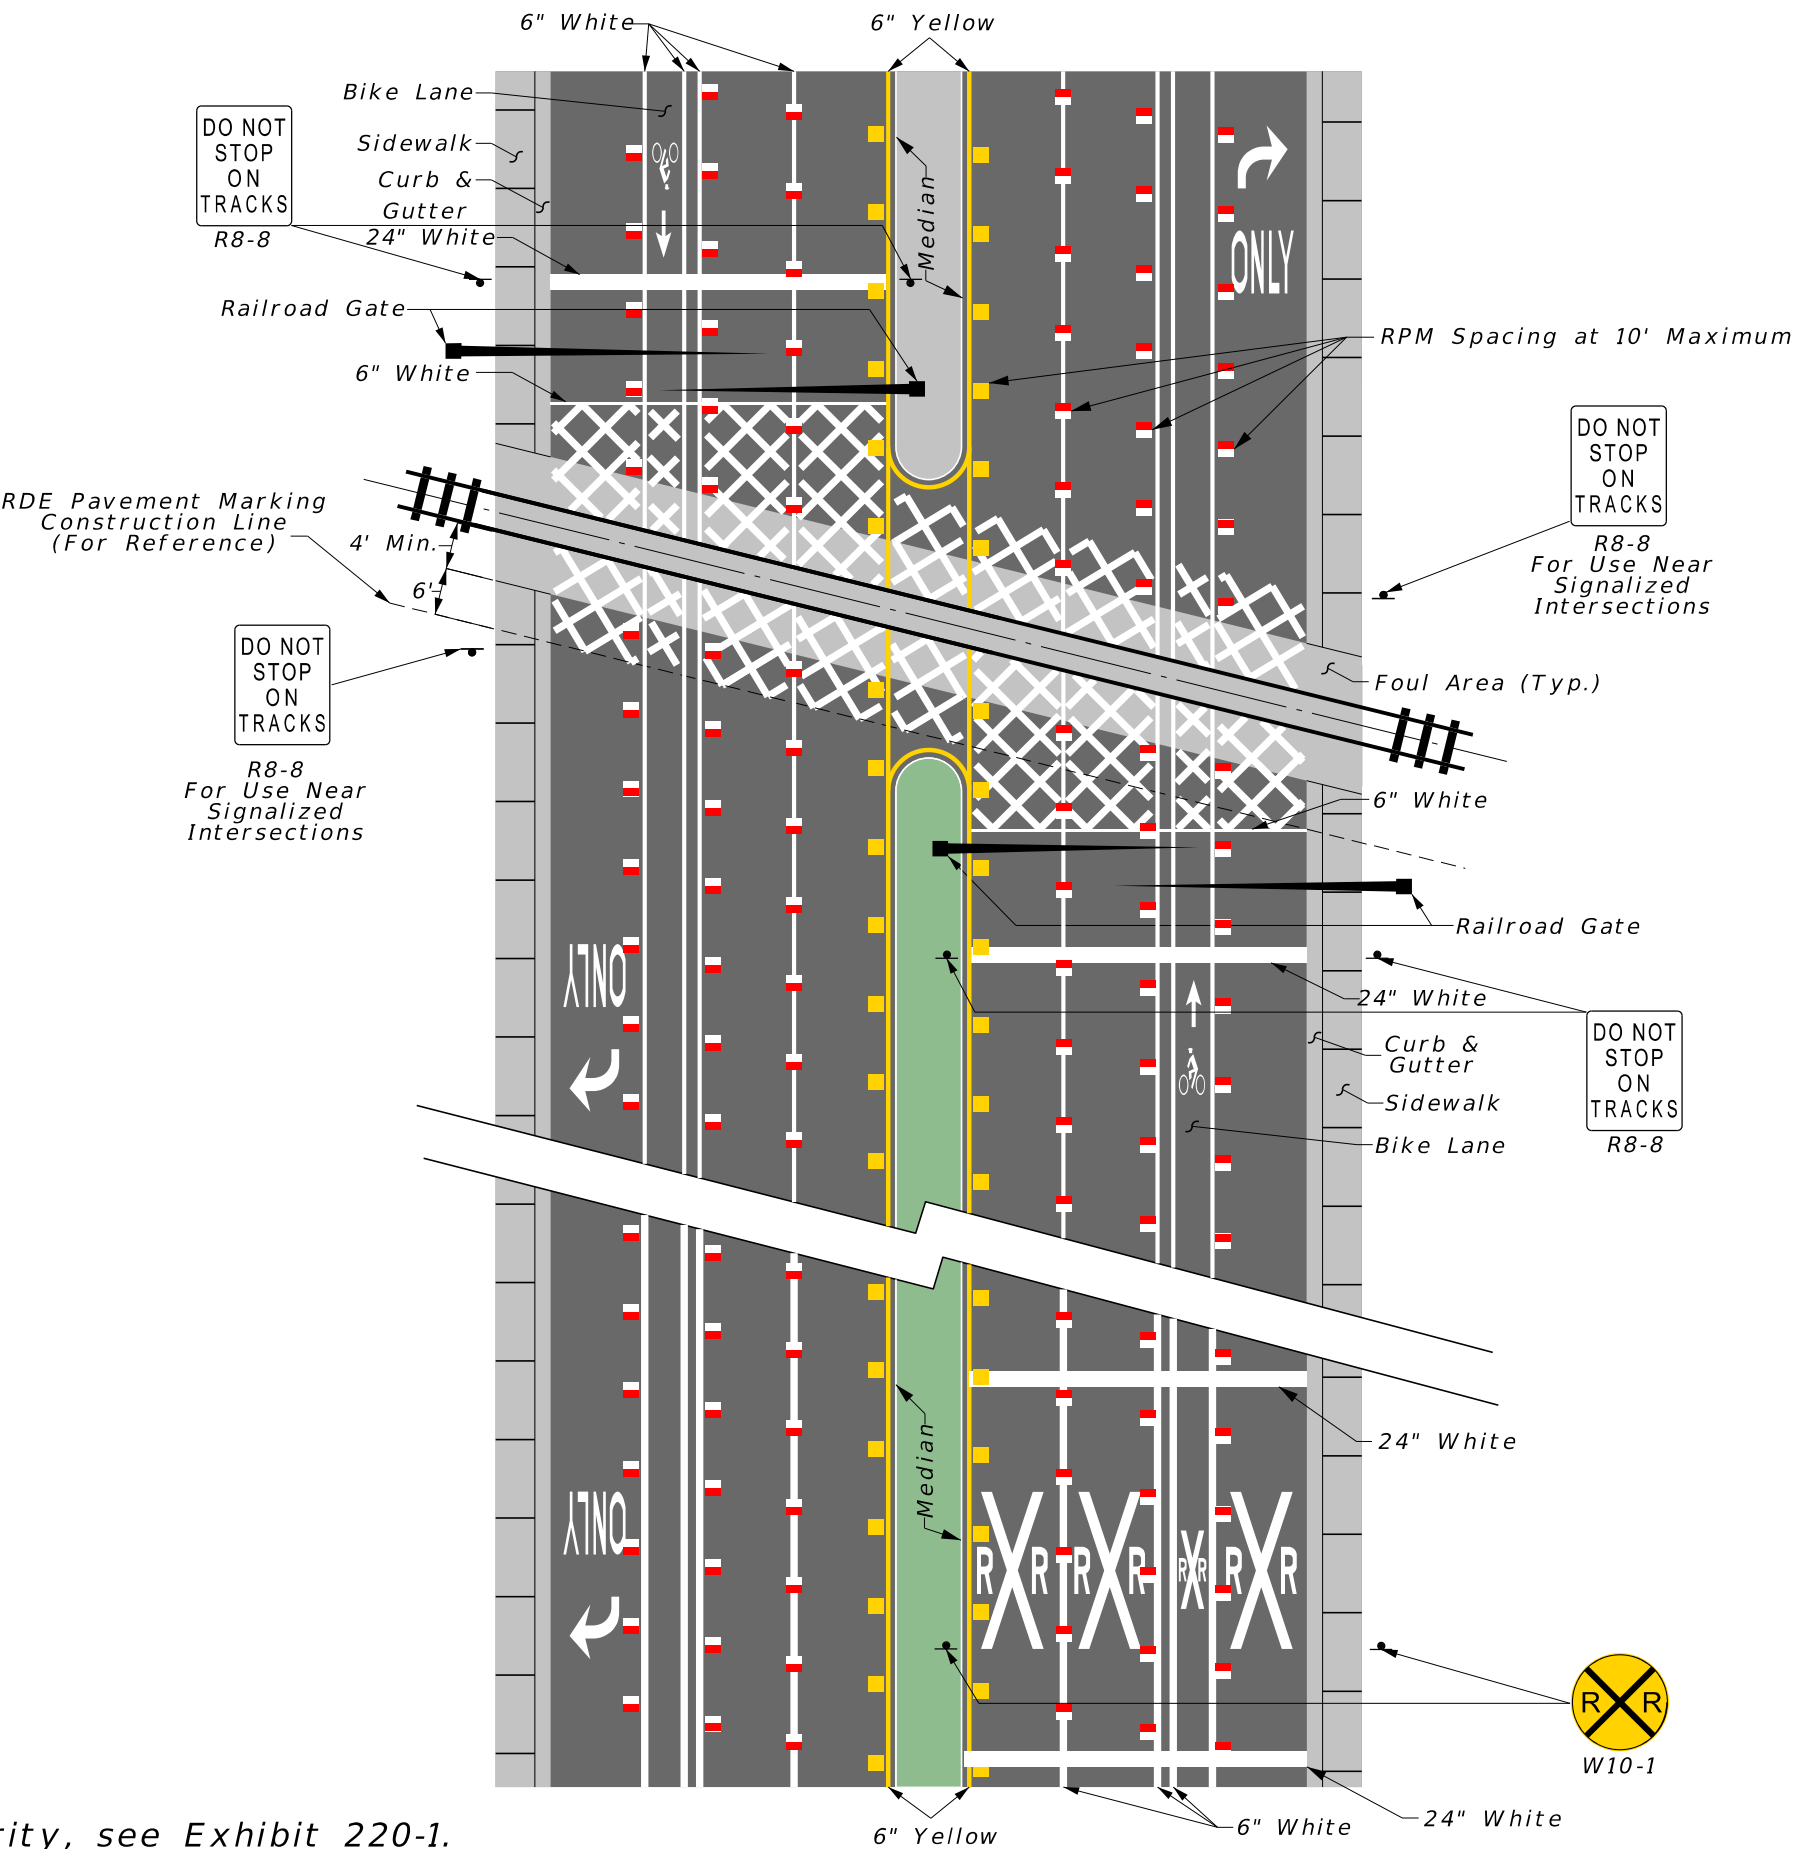 6" White
6" Yellow
Bike Lane
DO NOT
STOP
ON
TRACKS
R8-8
Sidewalk
Curb &
Gutter
24" White
Median
ONLY
Railroad Gate
RPM Spacing at 10' Maximum
6" White
DO NOT
STOP
ON
TRACKS
R8-8
For Use Near
Signalized
Intersections
RDE Pavement Marking
Construction Line
(For Reference)
4' Min.
6'
DO NOT
STOP
ON
TRACKS
R8-8
For Use Near
Signalized
Intersections
Foul Area (Typ.)
6" White
Railroad Gate
ONLY
24" White
DO NOT
STOP
ON
TRACKS
R8-8
Curb &
Gutter
Sidewalk
Bike Lane
24" White
Median
ONLY
R R
R R
R R
R R
R R
W10-1
24" White
6" White
6" Yellow
rity, see Exhibit 220-1.